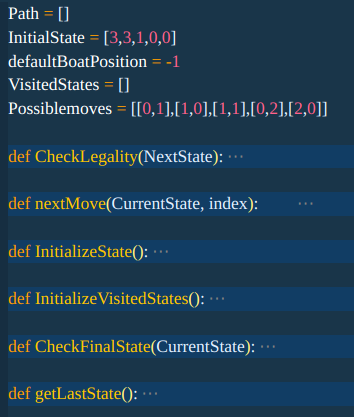 Path = []
InitialState = [3,3,1,0,0]
defaultBoatPosition = -1
VisitedStates = []
Possiblemoves = [[0,1],[1,0],[1,1],[0,2],[2,0]]
def CheckLegality(NextState): ···
def nextMove(CurrentState, index): ···
def InitializeState(): ···
def InitializeVisitedStates(): ···
def CheckFinalState(CurrentState): ···
def getLastState(): ···